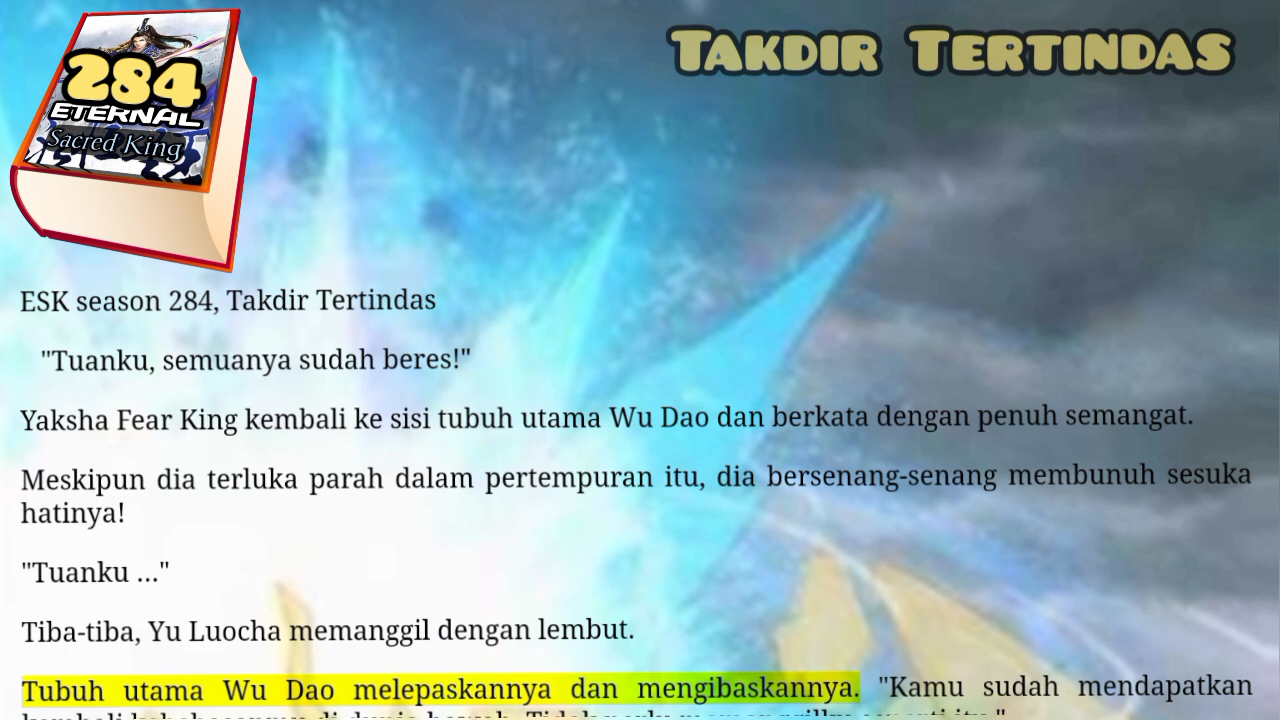 Takdir Tertindas
284
ETERNAL
Sacred King
ESK season 284, Takdir Tertindas
"Tuanku, semuanya sudah beres!"
Yaksha Fear King kembali ke sisi tubuh utama Wu Dao dan berkata dengan penuh semangat.
Meskipun dia terluka parah dalam pertempuran itu, dia bersenang-senang membunuh sesuka
hatinya!
"Tuanku ..."
Tiba-tiba, Yu Luocha memanggil dengan lembut.
Tubuh utama Wu Dao melepaskannya dan mengibaskannya. "Kamu sudah mendapatkan